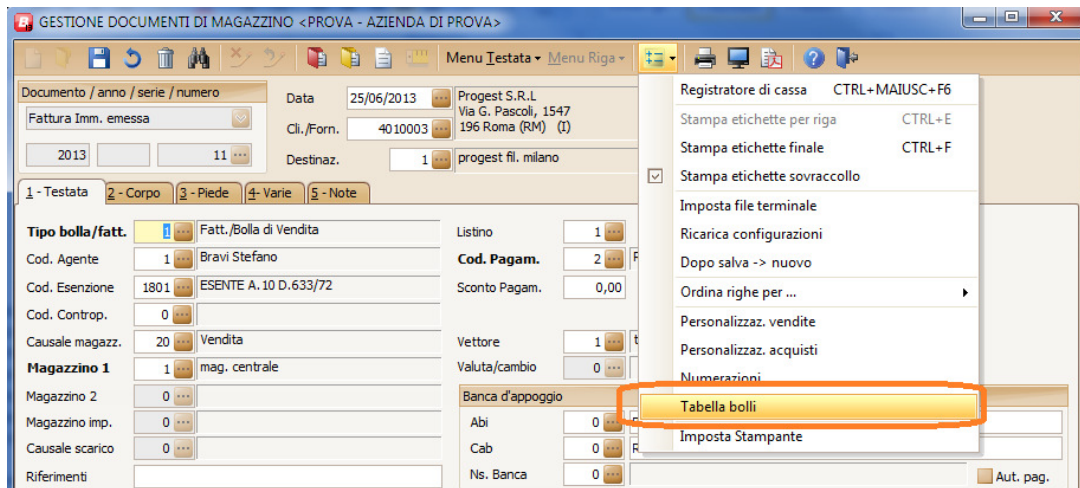 GESTIONE DOCUMENTI DI MAGAZZINO <PROVA - AZIENDA DI PROVA>
Menu Testata Menu Riga
Documento / anno / serie / numero
Fattura Imm. emessa
2013 11
Data 25/06/2013
Cli./Forn. 4010003
Destinaz. 1 progest fil. milano
Progest S.R.L
Via G. Pascoli, 1547
196 Roma (RM) (I)
1 - Testata 2 - Corpo 3 - Piede 4- Varie 5 - Note
Tipo bolla/fatt. 1 Fatt./Bolla di Vendita
Cod. Agente 1 Bravi Stefano
Cod. Esenzione 1801 ESENTE A.10 D.633/72
Cod. Controp. 0
Causale magazz. 20 Vendita
Magazzino 1 1 mag. centrale
Magazzino 2 0
Magazzino imp. 0
Causale scarico 0
Riferimenti
Listino 1
Cod. Pagam. 2
Sconto Pagam. 0,00
Vettore 1
Valuta/cambio 0
Banca d'appoggio
Abi 0
Cab 0
Ns. Banca 0
Aut. pag.
Registratore di cassa CTRL+MAIUSC+F6
Stampa etichette per riga CTRL+E
Stampa etichette finale CTRL+F
Stampa etichette sovraccollo
Imposta file terminale
Ricarica configurazioni
Dopo salva -> nuovo
Ordina righe per ...
Personalizzaz. vendite
Personalizzaz. acquisti
Numerazioni
Tabella bolli
Imposta Stampante